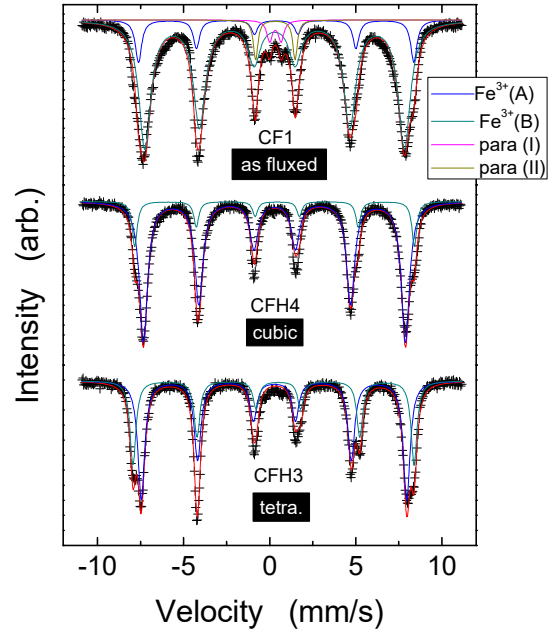 Fe³⁺(A)
Fe³⁺(B)
para (I)
para (II)
CF1
as fluxed
CFH4
cubic
CFH3
tetra.
Intensity (arb.)
-10 -5 0 5 10
Velocity (mm/s)